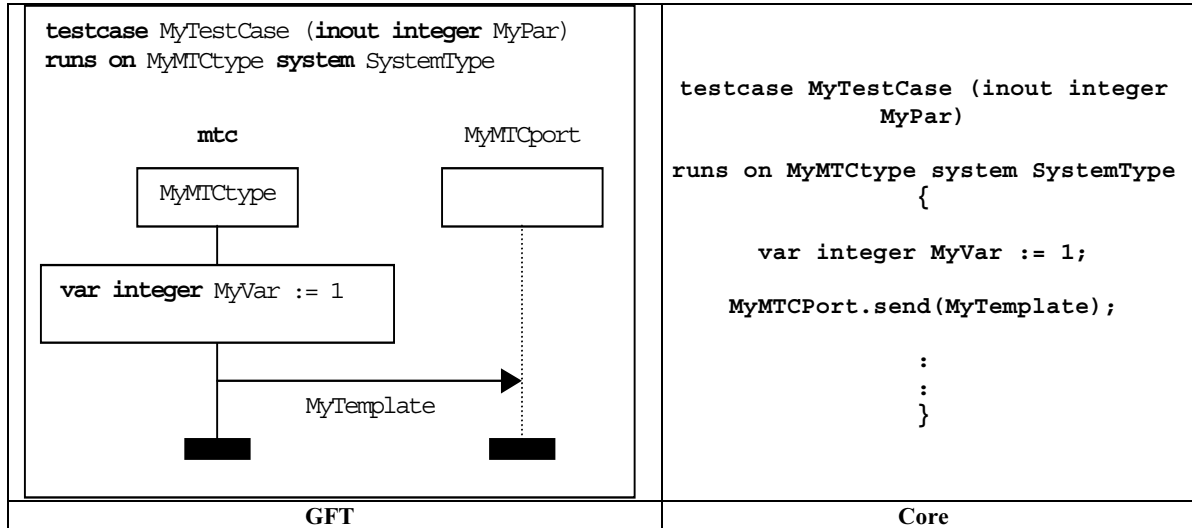 testcase MyTestCase (inout integer MyPar)
runs on MyMTCtype system SystemType
mtc
MyMTCport
MyMTCtype
var integer MyVar := 1
MyTemplate
GFT
testcase MyTestCase (inout integer
MyPar)
runs on MyMTCtype system SystemType
{
var integer MyVar := 1;
MyMTCPort.send(MyTemplate);
:
:
}
Core